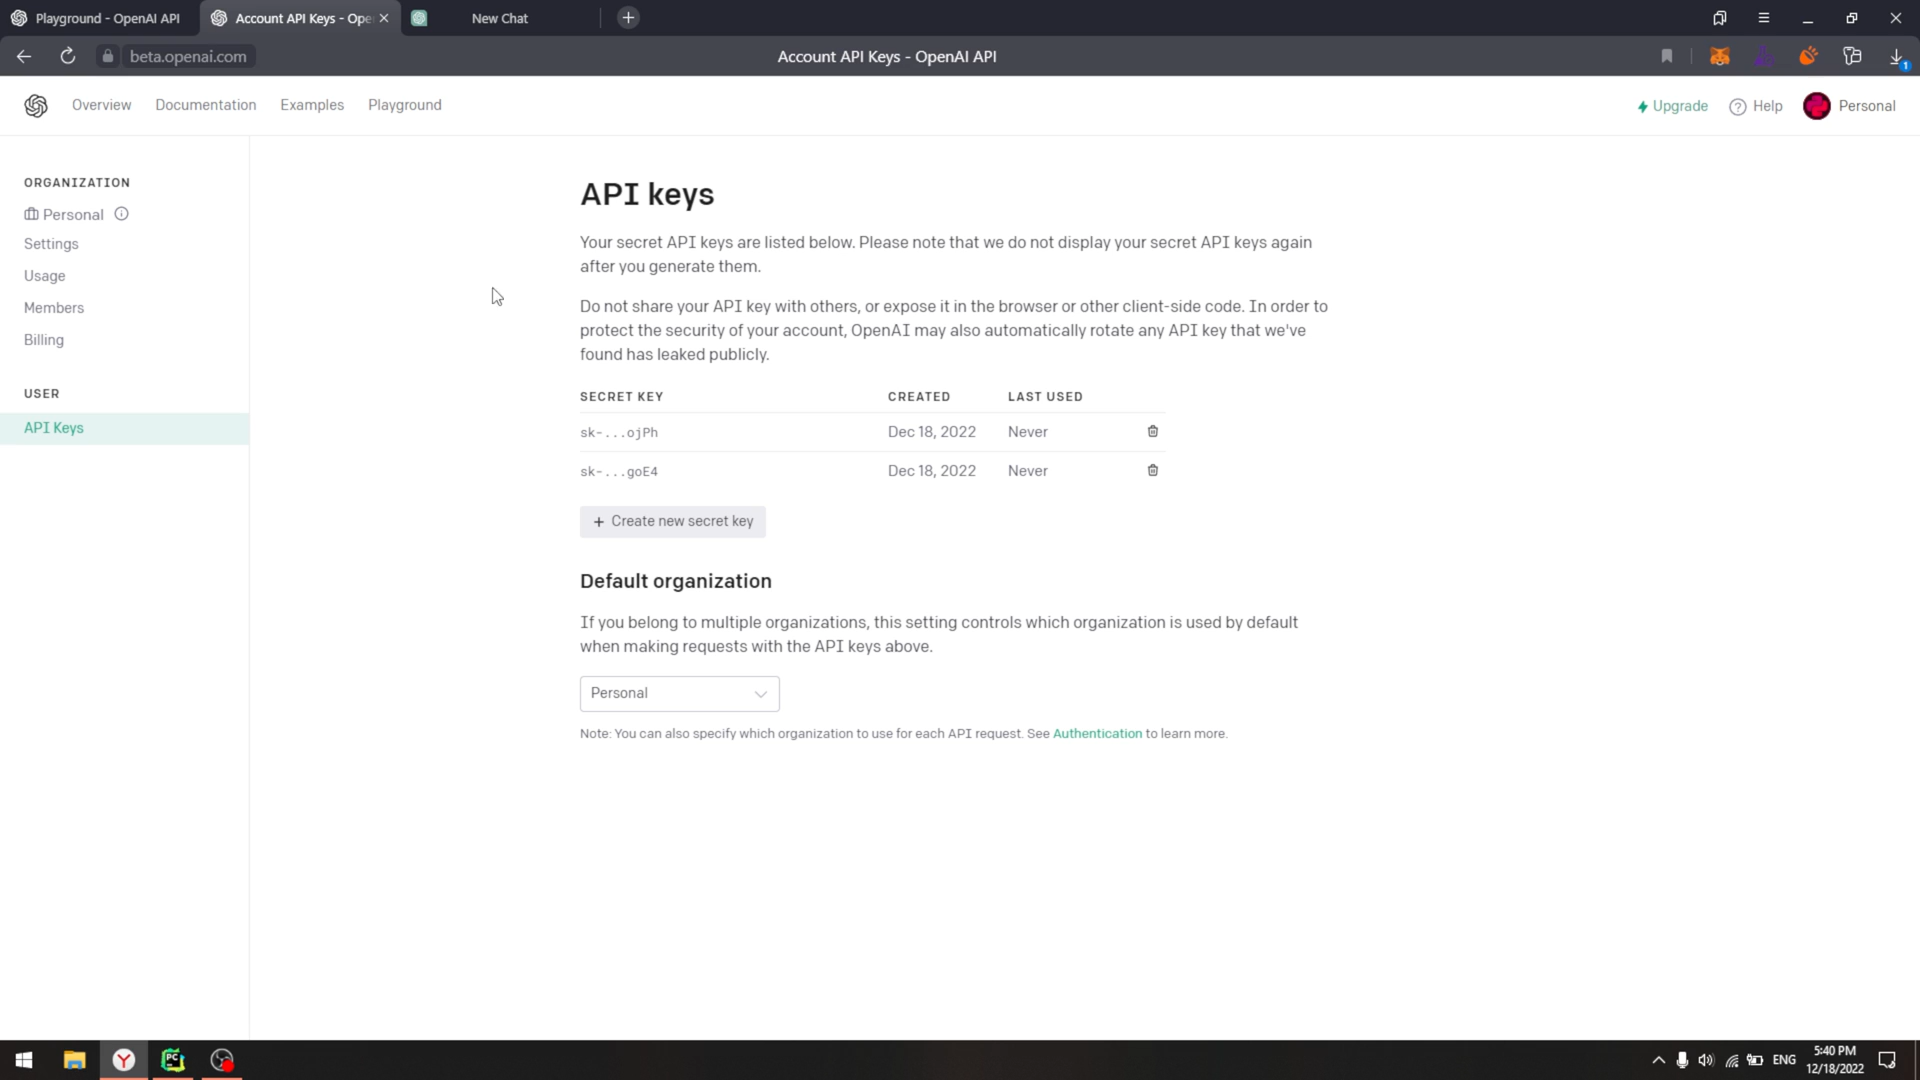 Playground - OpenAI API
Account API Keys - Ope
New Chat
beta.openai.com
Account API Keys - OpenAI API
1
Overview
Documentation
Examples
Playground
Upgrade
Help
Personal
ORGANIZATION
Personal
Settings
Usage
Members
Billing
USER
API Keys
API keys
Your secret API keys are listed below. Please note that we do not display your secret API keys again
after you generate them.
Do not share your API key with others, or expose it in the browser or other client-side code. In order to
protect the security of your account, OpenAI may also automatically rotate any API key that we've
found has leaked publicly.
SECRET KEY CREATED LAST USED
sk-...ojPh Dec 18, 2022 Never
sk-...goE4 Dec 18, 2022 Never
+ Create new secret key
Default organization
If you belong to multiple organizations, this setting controls which organization is used by default
when making requests with the API keys above.
Personal
Note: You can also specify which organization to use for each API request. See Authentication to learn more.
Y
PC
ENG
5:40 PM
12/18/2022